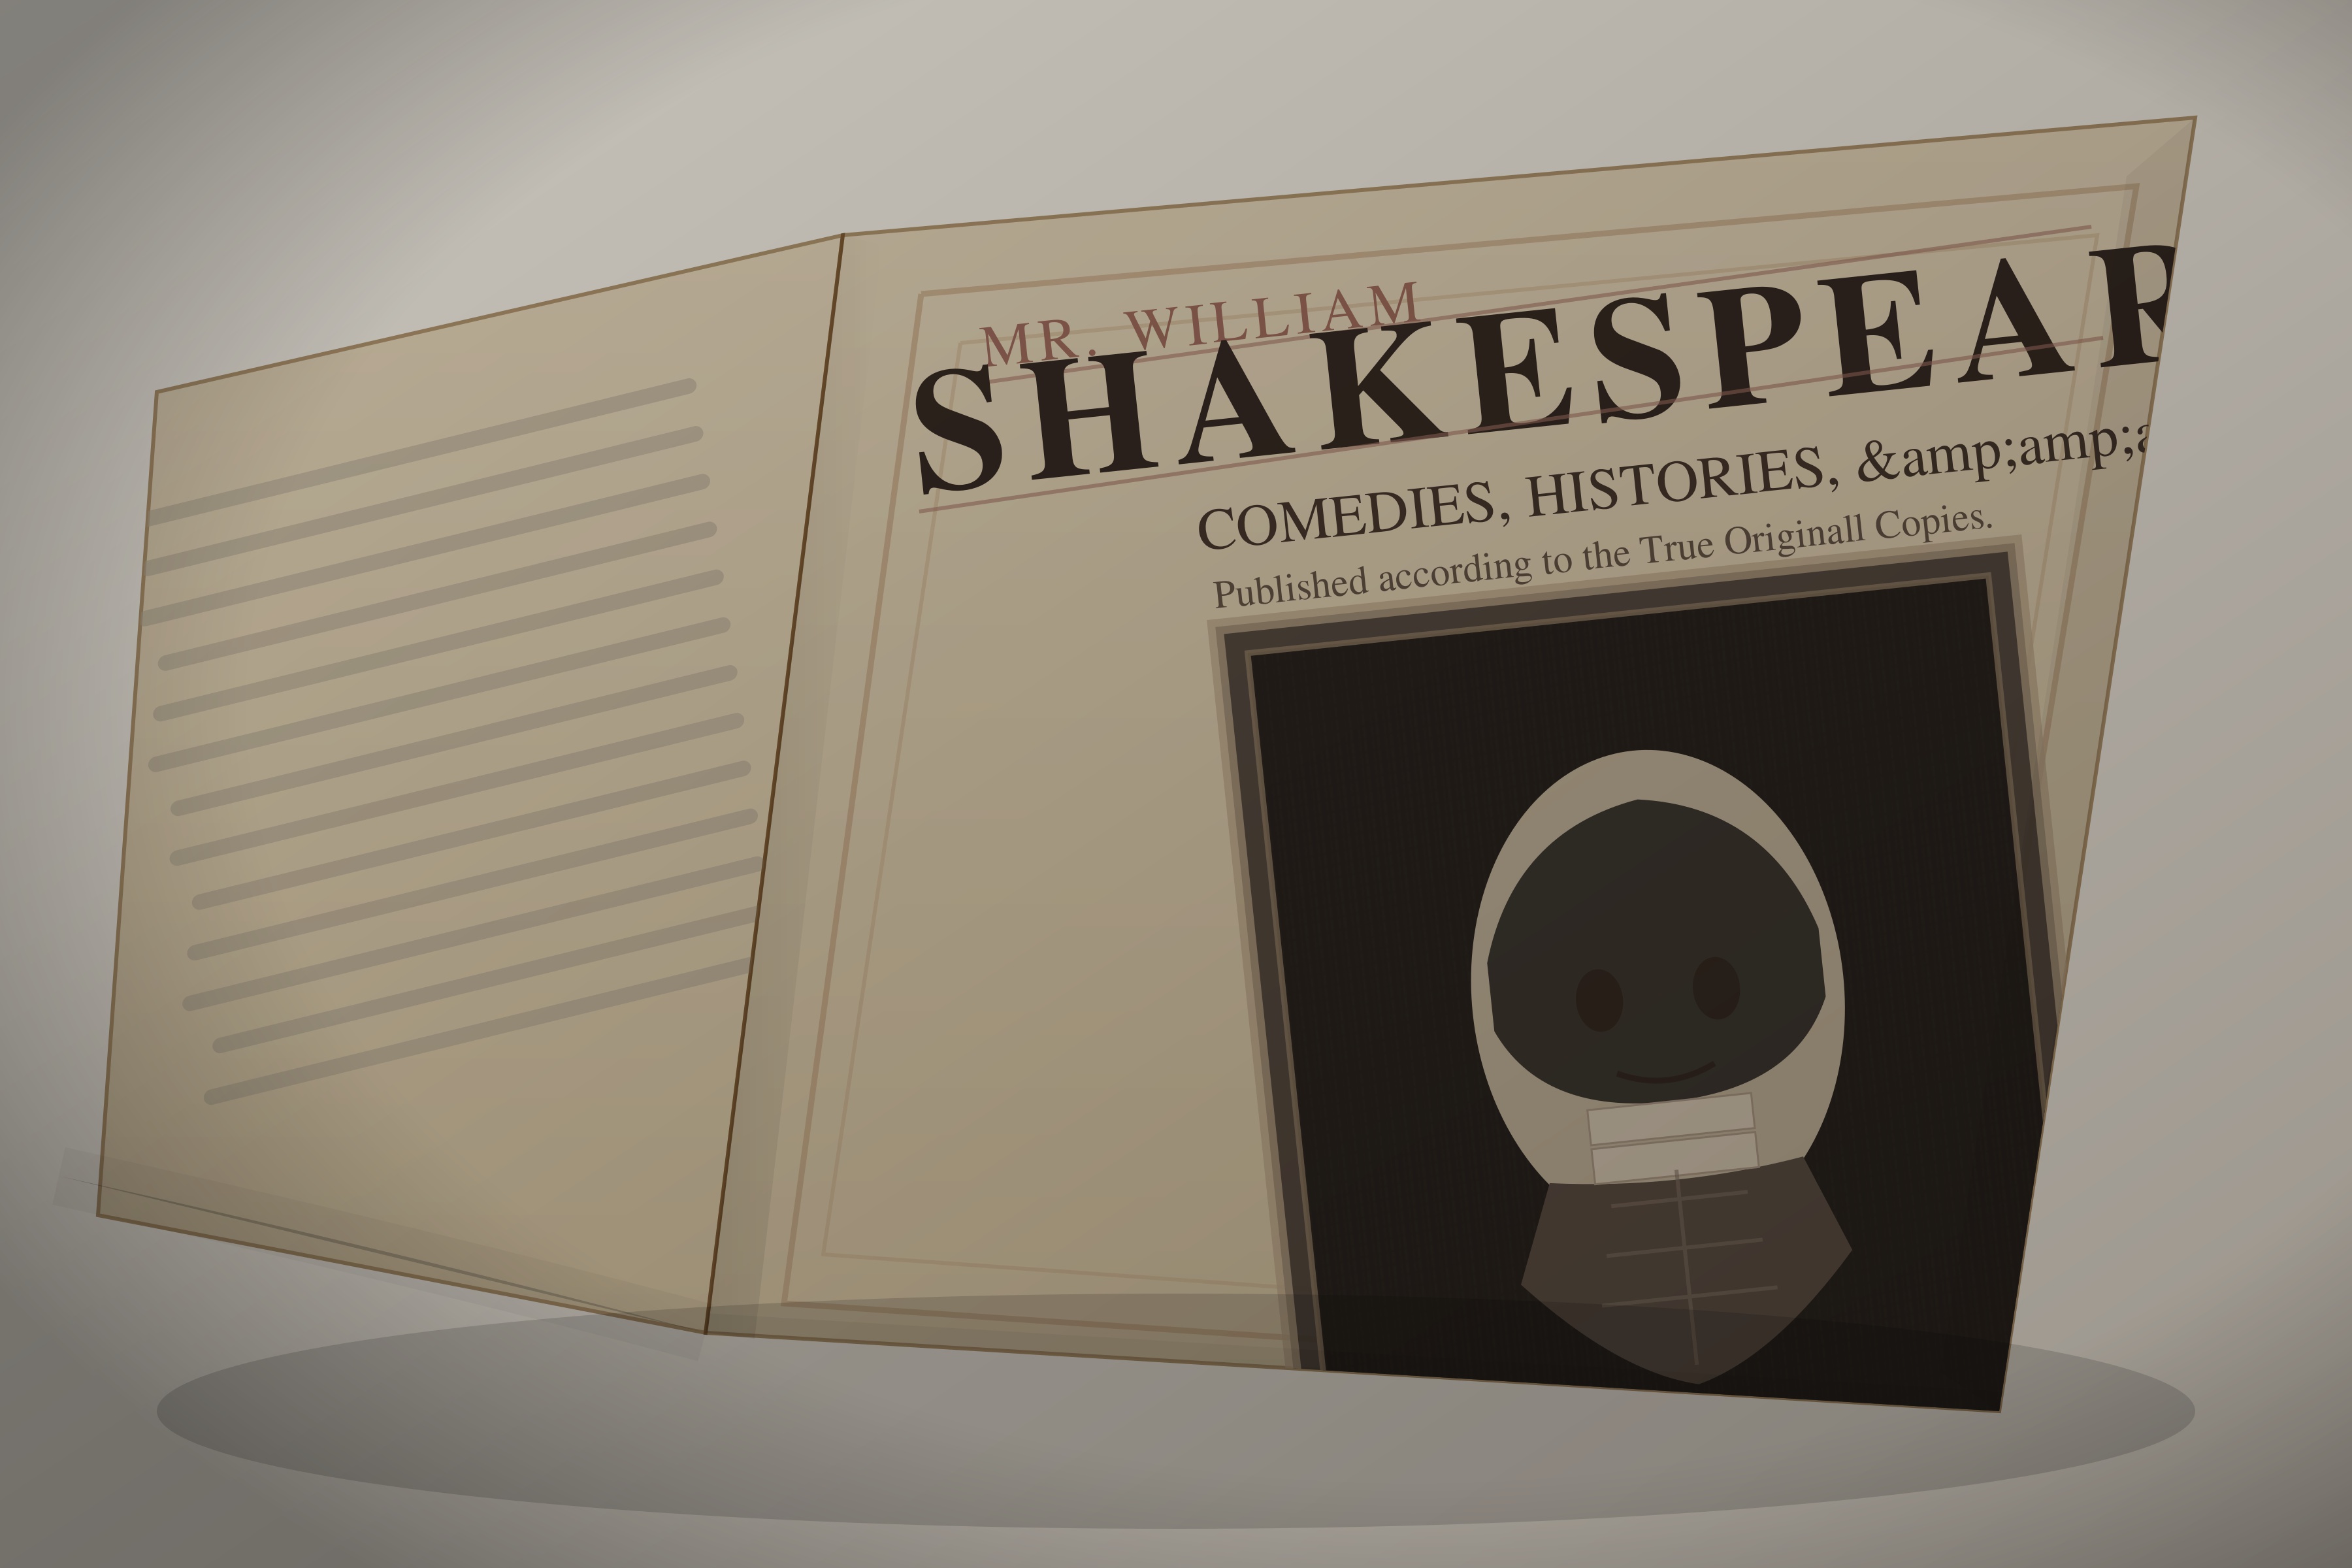 MR. WILLIAM
SHAKESPEAR
COMEDIES, HISTORIES, &amp;amp;a
Published according to the True Originall Copies.